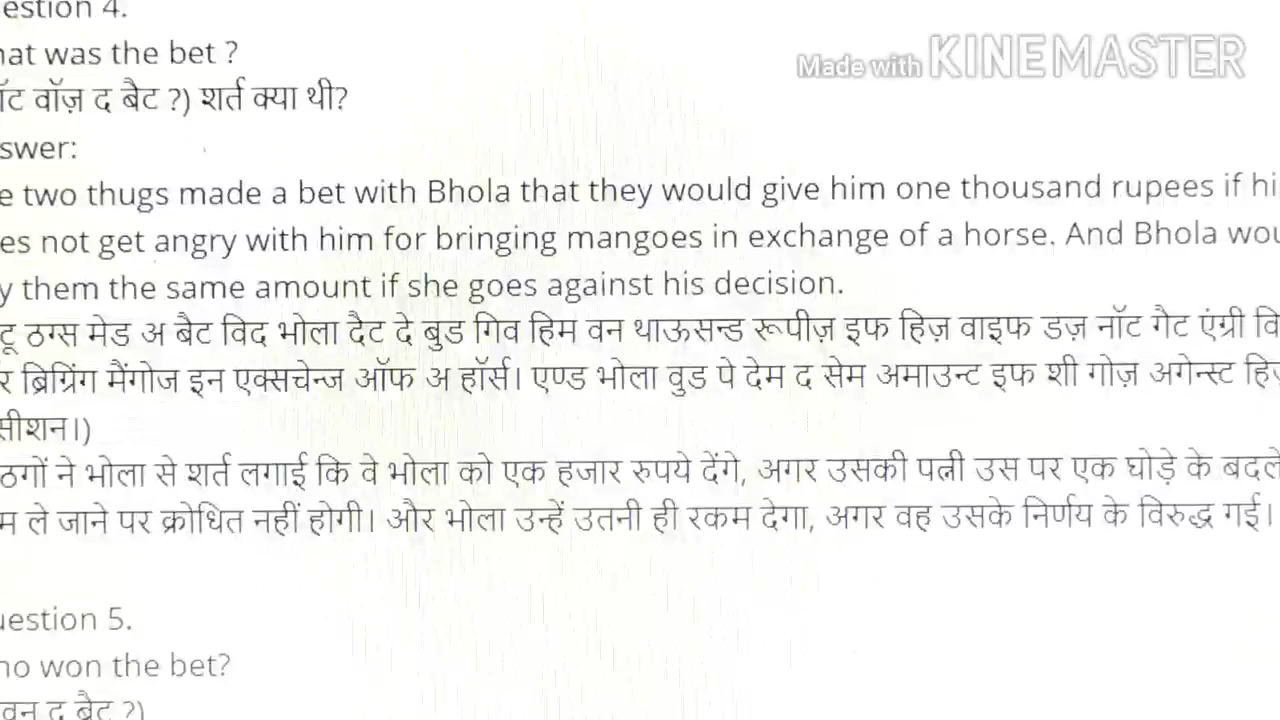 estion 4.
Made with KINEMASTER
hat was the bet ?
ॉट वॉज़ द बैट ?) शर्त क्या थी?
swer:
e two thugs made a bet with Bhola that they would give him one thousand rupees if hi
es not get angry with him for bringing mangoes in exchange of a horse. And Bhola wou
y them the same amount if she goes against his decision.
टू ठग्स मेड अ बैट विद भोला दैट दे बुड गिव हिम वन थाऊसन्ड रूपीज़ इफ हिज़ वाइफ डज़ नॉट गैट एंग्री वि
र ब्रिग्रिंग मैंगोज इन एक्सचेन्ज ऑफ अ हॉर्स। एण्ड भोला वुड पे देम द सेम अमाउन्ट इफ शी गोज़ अगेन्स्ट हिज़
सीशन।)
ठगों ने भोला से शर्त लगाई कि वे भोला को एक हजार रुपये देंगे, अगर उसकी पत्नी उस पर एक घोड़े के बदले
म ले जाने पर क्रोधित नहीं होगी। और भोला उन्हें उतनी ही रकम देगा, अगर वह उसके निर्णय के विरुद्ध गई।
uestion 5.
ho won the bet?
वन द बैट ?)